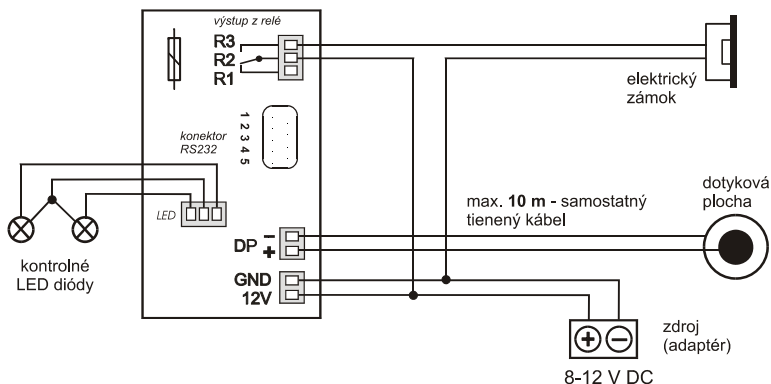 výstup z relé
R3
R2
R1
elektrický
zámok
1
2
3
4
5
konektor
RS232
LED
kontrolné
LED diódy
max. 10 m - samostatný
tienený kábel
dotyková
plocha
DP
−
+
GND
12V
+
−
zdroj
(adaptér)
8-12 V DC